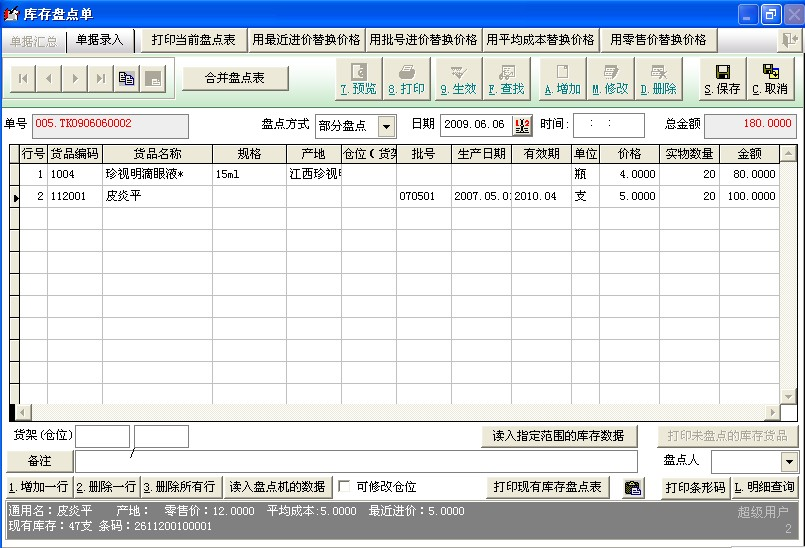 库存盘点单
单据汇总 单据录入 打印当前盘点表 用最近进价替换价格 用批号进价替换价格 用平均成本替换价格 用零售价替换价格
合并盘点表 7.预览 8.打印 9.生效 F.查找 A.增加 M.修改 D.删除 S.保存 C.取消
单号 005.TK0906060002 盘点方式 部分盘点 日期 2009.06.06 时间: : : 总金额 180.0000
行号 货品编码 货品名称 规格 产地 仓位(货架 批号 生产日期 有效期 单位 价格 实物数量 金额
1 1004 珍视明滴眼液* 15ml 江西珍视明 瓶 4.0000 20 80.0000
2 112001 皮炎平 070501 2007.05.01 2010.04 支 5.0000 20 100.0000
货架(仓位) / 读入指定范围的库存数据 打印未盘点的库存货品
备注 盘点人
1.增加一行 2.删除一行 3.删除所有行 读入盘点机的数据 可修改仓位 打印现有库存盘点表 打印条形码 L.明细查询
通用名：皮炎平 产地： 零售价：12.0000 平均成本:5.0000 最近进价：5.0000 超级用户
现有库存：47支 条码：2611200100001 2